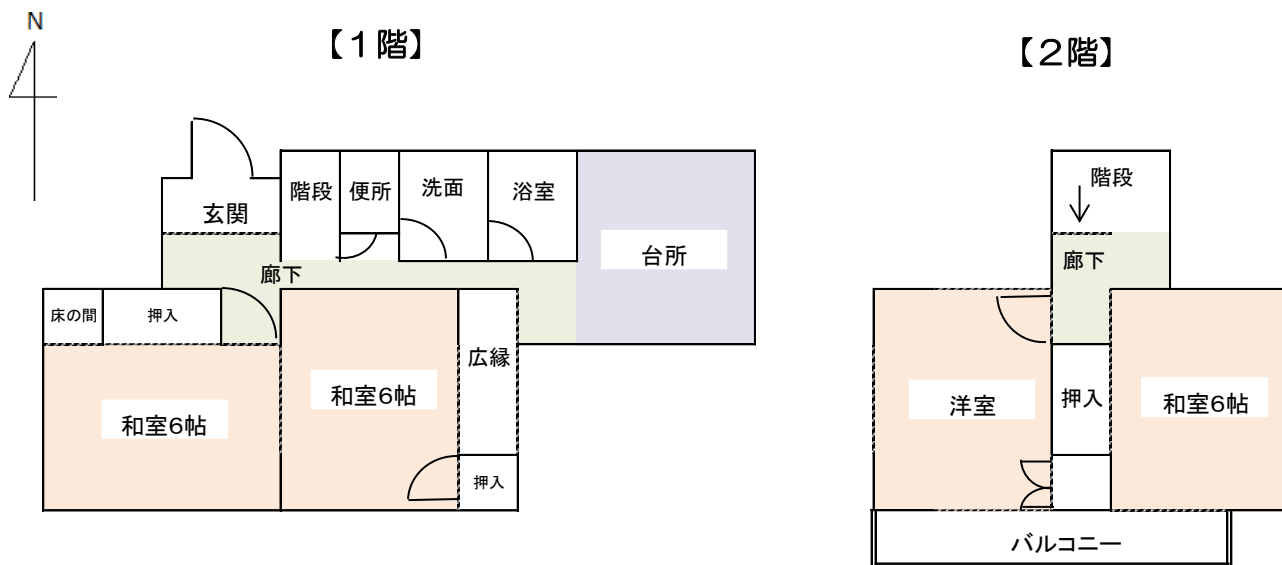 N
【１階】
【２階】
階段
便所
洗面
浴室
玄関
台所
廊下
床の間
押入
広縁
和室6帖
和室6帖
押入
階段
廊下
洋室
押入
和室6帖
バルコニー